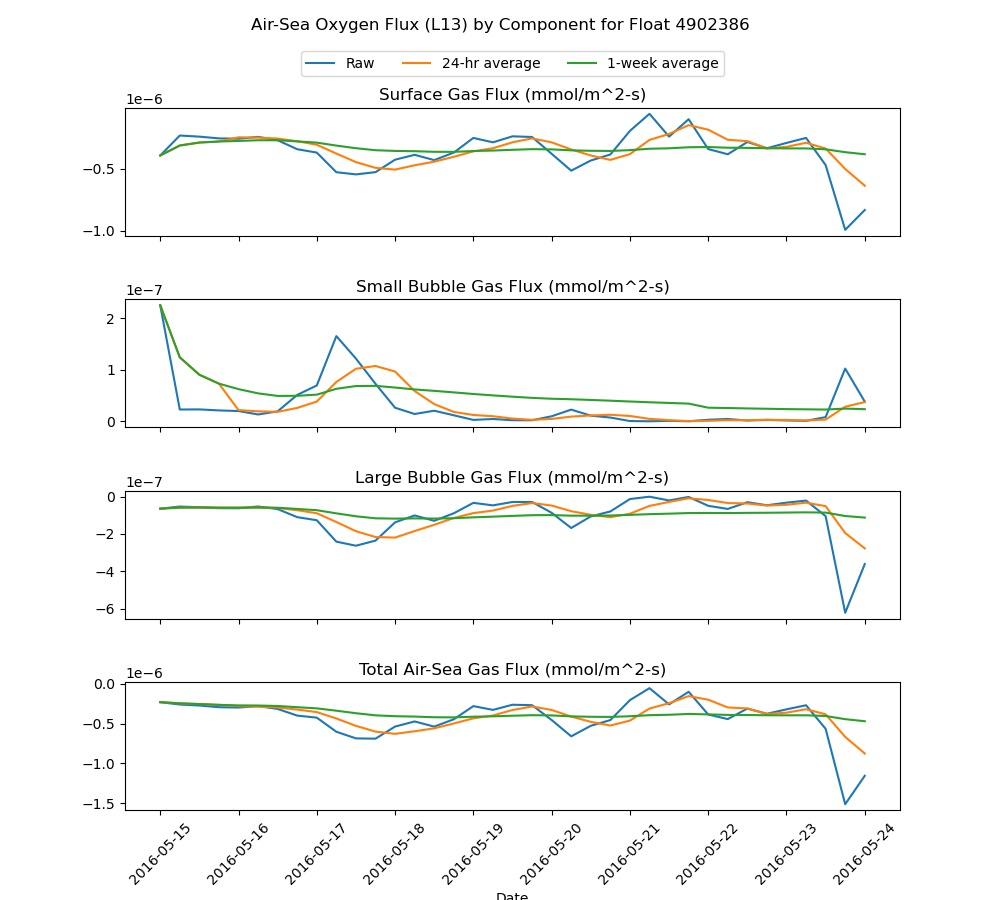 Air-Sea Oxygen Flux (L13) by Component for Float 4902386
Raw 24-hr average 1-week average
1e−6
Surface Gas Flux (mmol/m^2-s)
−0.5
−1.0
1e−7
Small Bubble Gas Flux (mmol/m^2-s)
2
1
0
1e−7
Large Bubble Gas Flux (mmol/m^2-s)
0
−2
−4
−6
1e−6
Total Air-Sea Gas Flux (mmol/m^2-s)
0.0
−0.5
−1.0
−1.5
2016-05-15
2016-05-16
2016-05-17
2016-05-18
2016-05-19
2016-05-20
2016-05-21
2016-05-22
2016-05-23
2016-05-24
Date